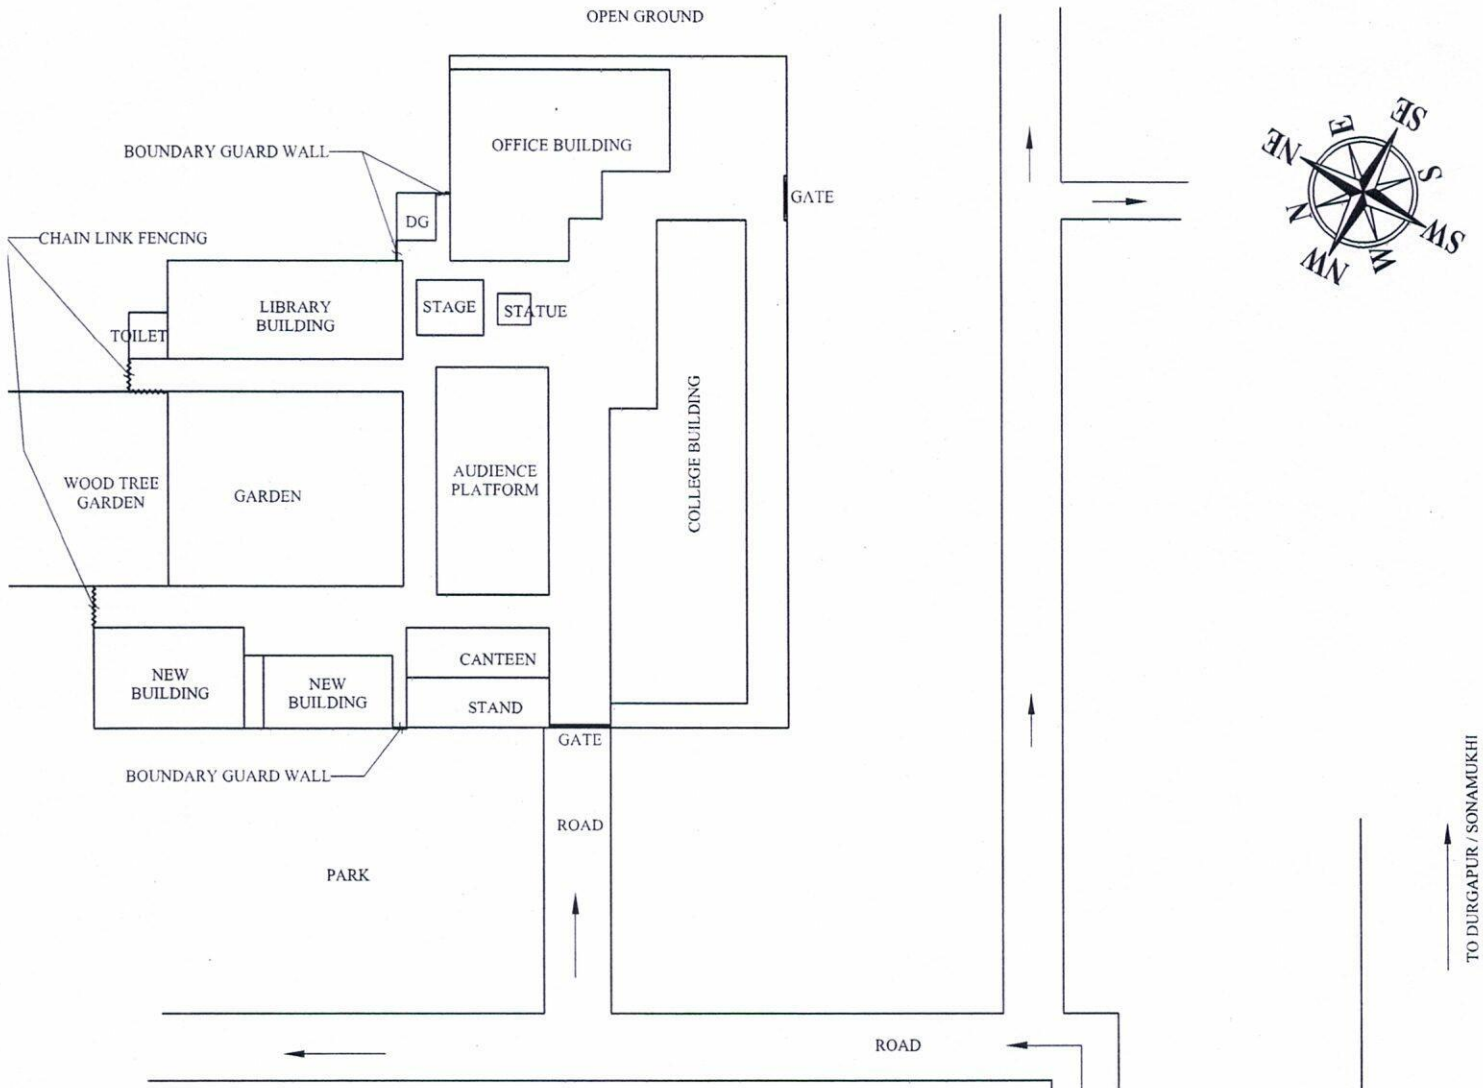 OPEN GROUND
OFFICE BUILDING
BOUNDARY GUARD WALL
DG
GATE
CHAIN LINK FENCING
LIBRARY
BUILDING
STAGE
STATUE
TOILET
COLLEGE BUILDING
AUDIENCE
PLATFORM
WOOD TREE
GARDEN
GARDEN
CANTEEN
NEW
BUILDING
NEW
BUILDING
STAND
GATE
BOUNDARY GUARD WALL
ROAD
PARK
ROAD
TO DURGAPUR / SONAMUKHI
SE
E
NE
S
N
SW
W
NW